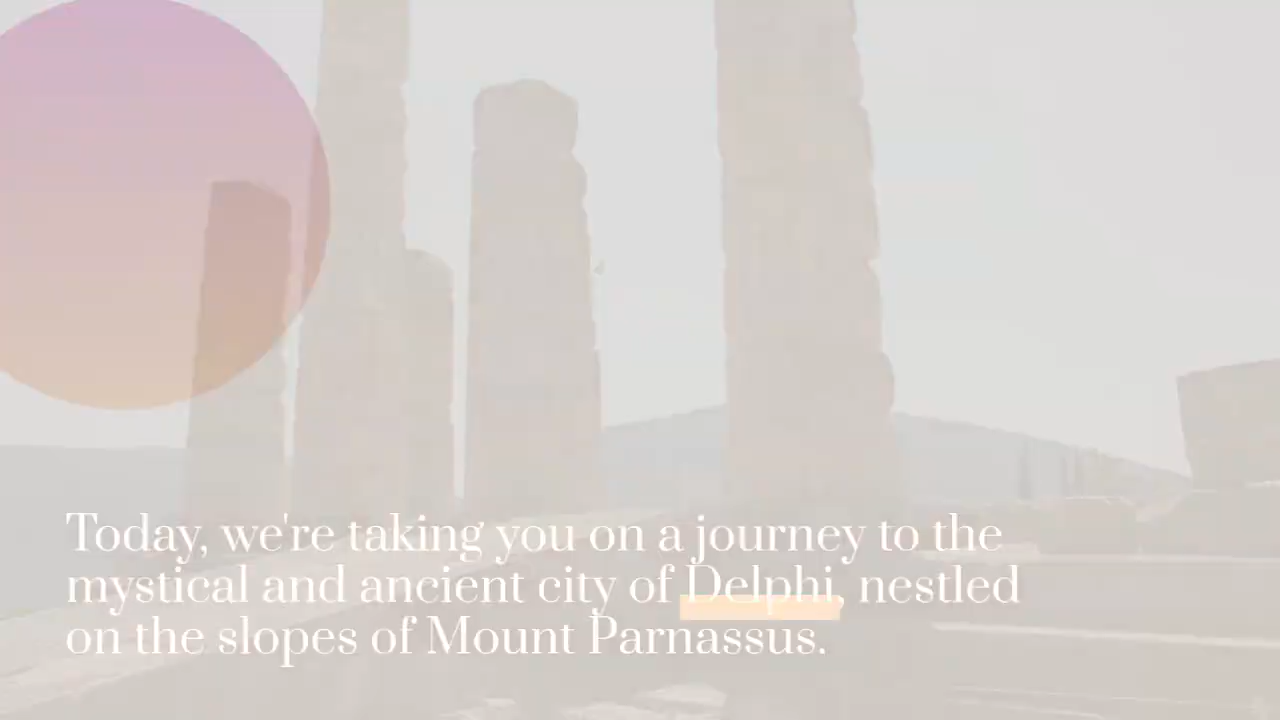 Today, we're taking you on a journey to the
mystical and ancient city of Delphi, nestled
on the slopes of Mount Parnassus.